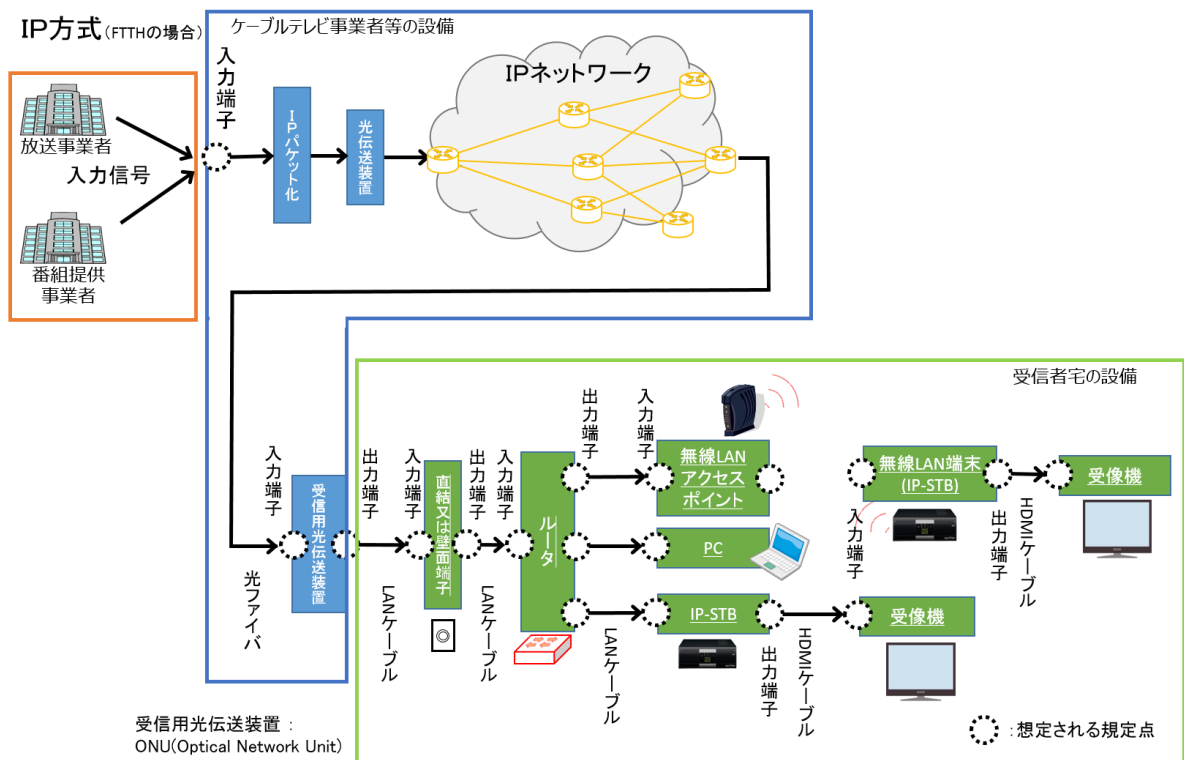 IP方式(FTTHの場合)
ケーブルテレビ事業者等の設備
放送事業者
入力信号
番組提供
事業者
入力端子
IPパケット化
光伝送装置
IPネットワーク
受信者宅の設備
入力端子
受信用光伝送装置
出力端子
光ファイバ
LANケーブル
入力端子
直結又は壁面端子
出力端子
LANケーブル
入力端子
ルータ
出力端子
入力端子
無線LAN
アクセス
ポイント
PC
LANケーブル
IP-STB
出力端子
HDMIケーブル
受像機
入力端子
無線LAN端末
(IP-STB)
出力端子
HDMIケーブル
受像機
受信用光伝送装置：
ONU(Optical Network Unit)
：想定される規定点